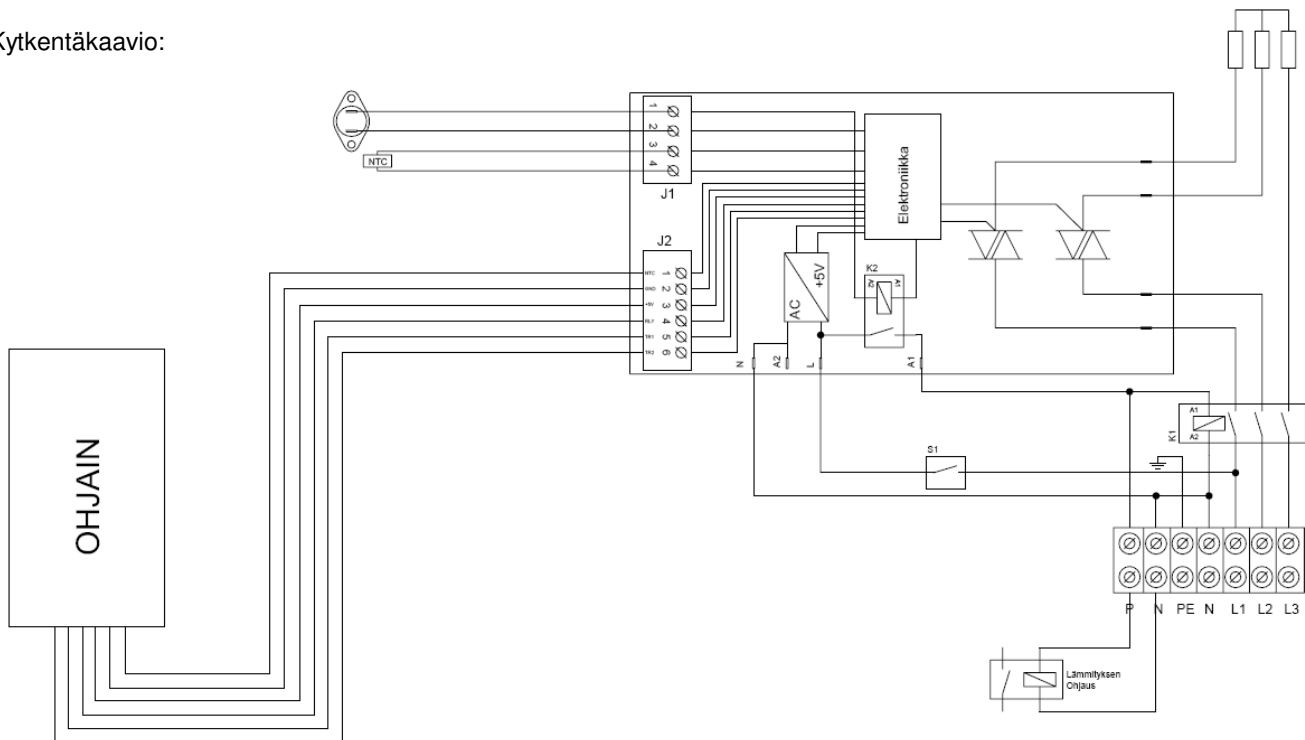 Kytkentäkaavio:
NTC
1
2
3
4
J1
J2
NTC 1
GND 2
+5V 3
RLY 4
TR1 5
TR2 6
Elektroniikka
AC
+5V
K2
A2
A1
N
A2
L
A1
K1
A1
A2
S1
OHJAIN
P N PE N L1 L2 L3
Lämmityksen
Ohjaus